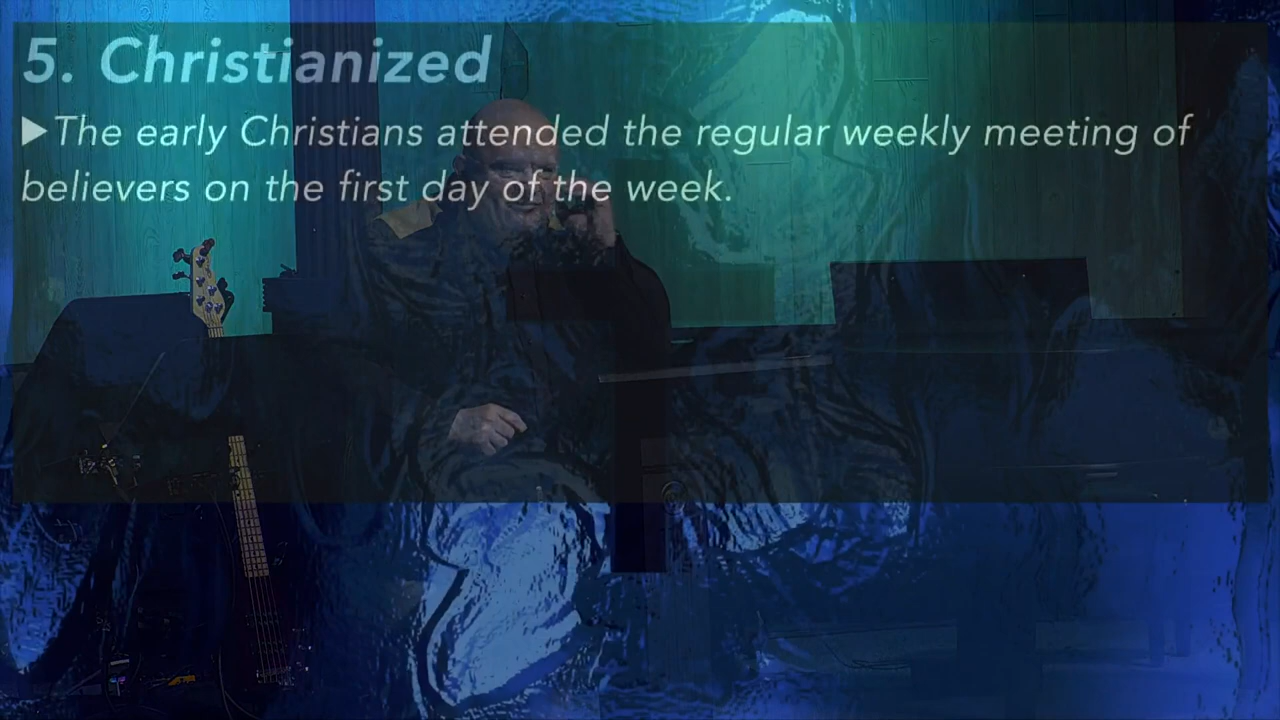 5. Christianized
▶The early Christians attended the regular weekly meeting of
believers on the first day of the week.